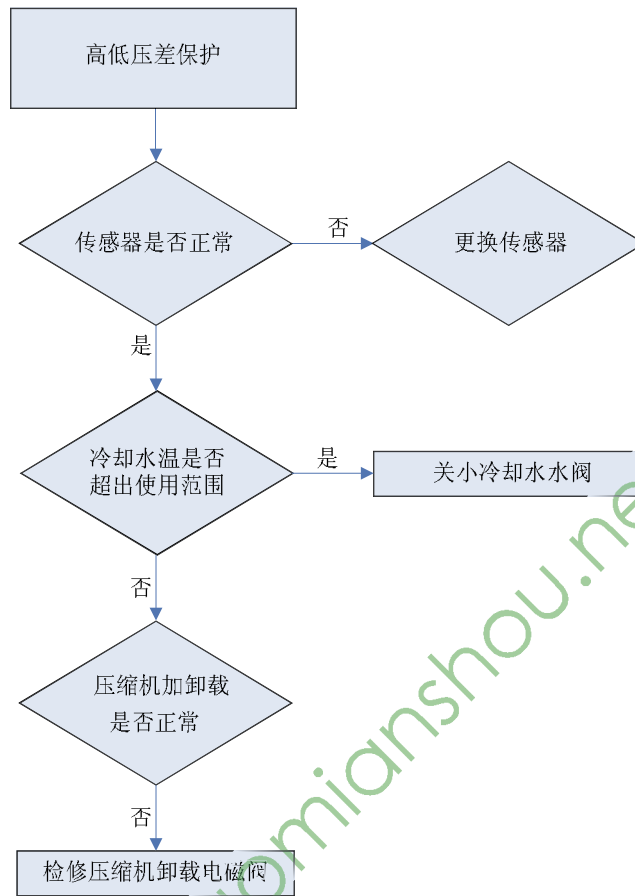 高低压差保护
传感器是否正常
否
更换传感器
是
冷却水温是否
超出使用范围
是
关小冷却水水阀
否
压缩机加卸载
是否正常
否
检修压缩机卸载电磁阀
omianshou.ne